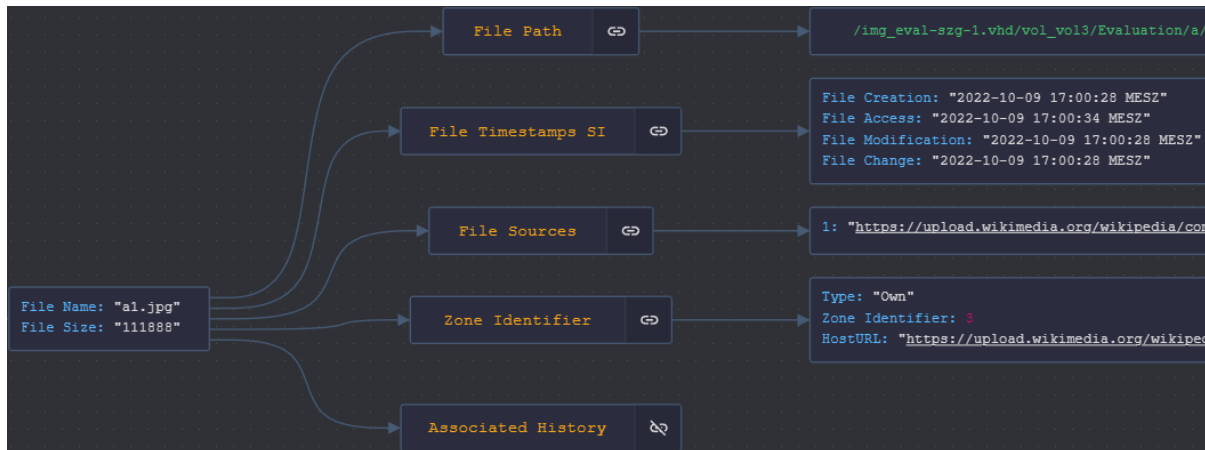 File Path
/img_eval-szg-1.vhd/vol_vol3/Evaluation/a/
File Timestamps SI
File Creation: "2022-10-09 17:00:28 MESZ"
File Access: "2022-10-09 17:00:34 MESZ"
File Modification: "2022-10-09 17:00:28 MESZ"
File Change: "2022-10-09 17:00:28 MESZ"
File Sources
1: "https://upload.wikimedia.org/wikipedia/con
File Name: "a1.jpg"
File Size: "111888"
Zone Identifier
Type: "Own"
Zone Identifier: 3
HostURL: "https://upload.wikimedia.org/wikiped
Associated History